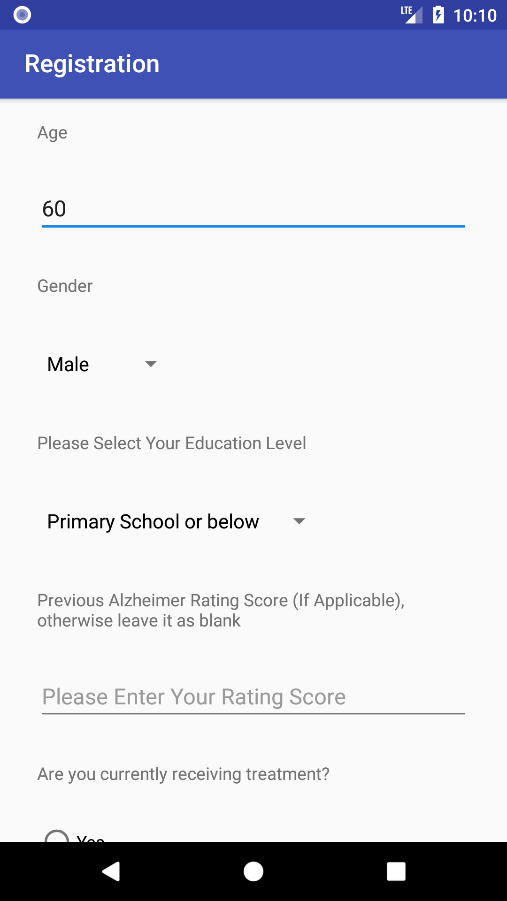 LTE 10:10
Registration
Age
60
Gender
Male
Please Select Your Education Level
Primary School or below
Previous Alzheimer Rating Score (If Applicable),
otherwise leave it as blank
Please Enter Your Rating Score
Are you currently receiving treatment?
Yes